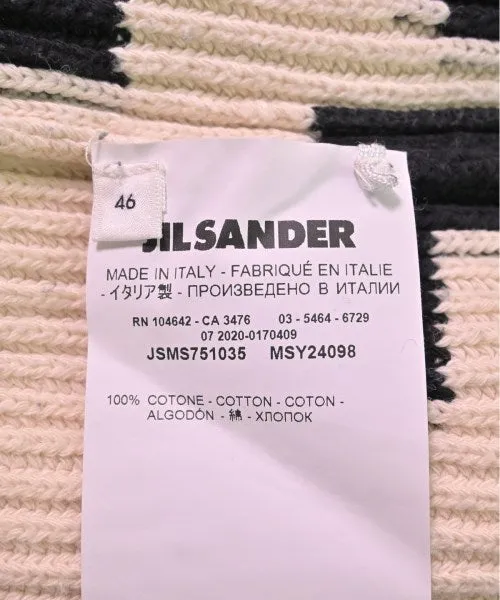 46
JIL SANDER
MADE IN ITALY - FABRIQUÉ EN ITALIE
- イタリア製 - ПРОИЗВЕДЕНО В ИТАЛИИ
RN 104642 - CA 3476 03 - 5464 - 6729
07 2020-0170409
JSMS751035 MSY24098
100% COTONE - COTTON - COTON -
ALGODÓN - 綿 - ХЛОПОК